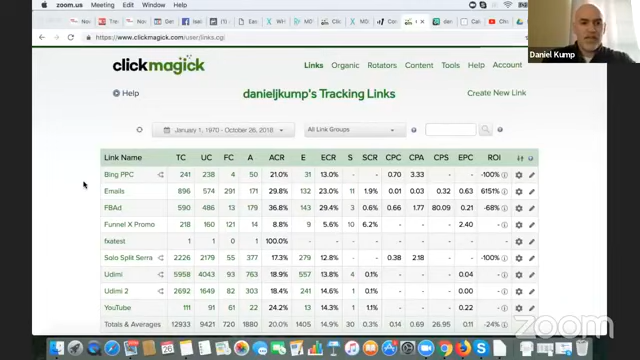 zoom.us Meeting Edit Window Help
https://www.clickmagick.com/user/links.cgi
Daniel Kump
clickmagick
Links Organic Rotators Content Tools Help Account
Help
danieljkump's Tracking Links
Create New Link
January 1, 1970 - October 26, 2018
All Link Groups
Link Name TC UC FC A ACR E ECR S SCR CPC CPA CPS EPC ROI
Bing PPC 241 238 4 50 21.0% 31 13.0% - - 0.70 3.33 - - -100%
Emails 896 574 291 171 29.8% 132 23.0% 11 1.9% 0.01 0.03 0.32 0.63 6151%
FBAd 590 486 13 179 36.8% 143 29.4% 3 0.6% 0.66 1.77 80.09 0.21 -68%
Funnel X Promo 218 160 121 14 8.8% 9 5.6% 10 6.2% - - - 2.40 -
fxatest 1 1 0 1 100.0% - - - - - - - - -
Solo Split Serra 2226 2179 55 377 17.3% 279 12.8% - - 0.38 2.18 - - -100%
Udimi 5958 4043 93 763 18.9% 557 13.8% 4 0.1% - - - 0.04 -
Udimi 2 2692 1649 82 303 18.4% 241 14.6% 1 0.1% - - - 0.00 -
YouTube 111 91 61 22 24.2% 13 14.3% 1 1.1% - - - 0.22 -
Totals & Averages 12933 9421 720 1880 20.0% 1405 14.9% 30 0.3% 0.14 0.69 26.95 0.11 -24%
zoom